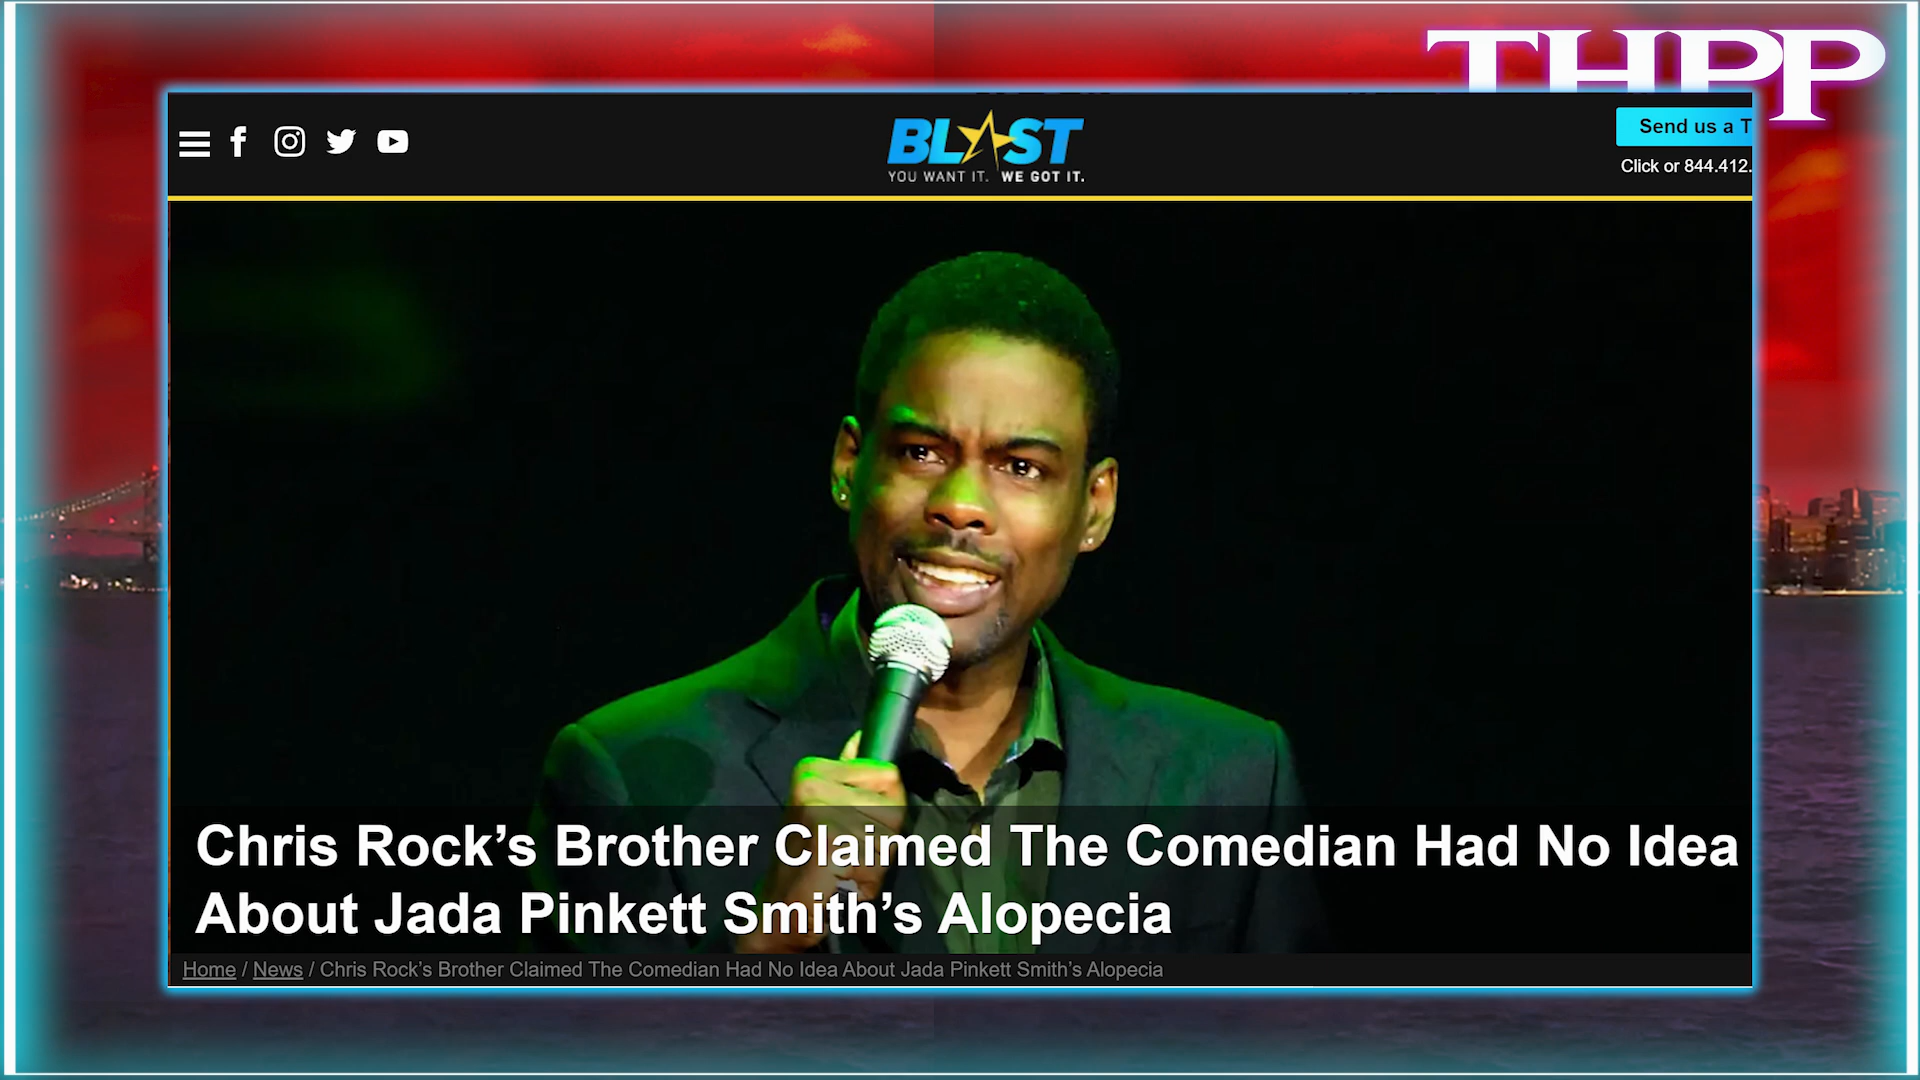 THPP
BLAST
YOU WANT IT. WE GOT IT.
Send us a T
Click or 844.412.
Chris Rock’s Brother Claimed The Comedian Had No Idea
About Jada Pinkett Smith’s Alopecia
Home / News / Chris Rock’s Brother Claimed The Comedian Had No Idea About Jada Pinkett Smith’s Alopecia